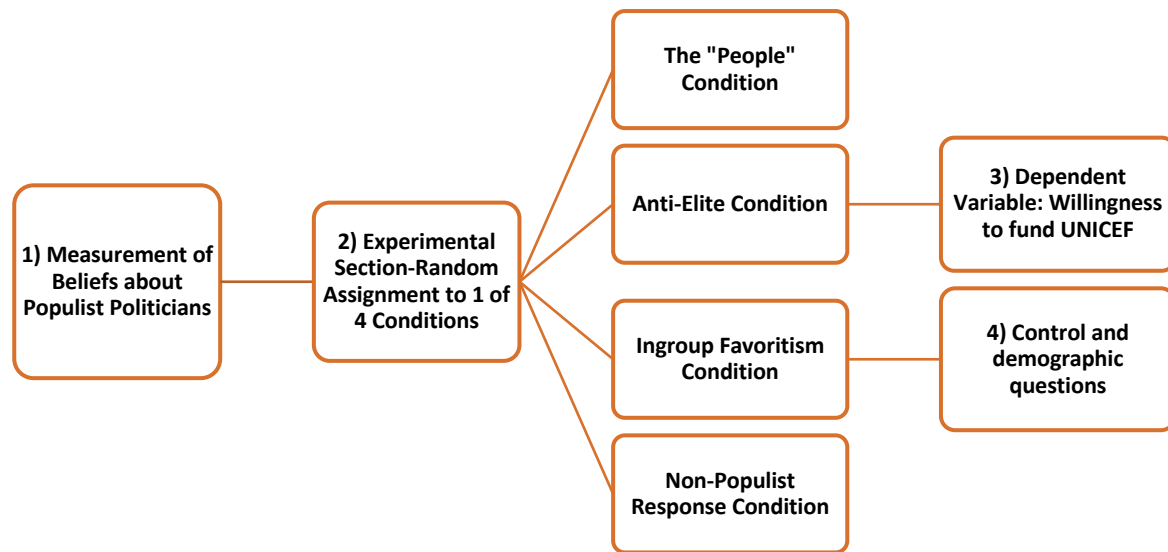 1) Measurement of
Beliefs about
Populist Politicians
2) Experimental
Section-Random
Assignment to 1 of
4 Conditions
The "People"
Condition
Anti-Elite Condition
Ingroup Favoritism
Condition
Non-Populist
Response Condition
3) Dependent
Variable: Willingness
to fund UNICEF
4) Control and
demographic
questions